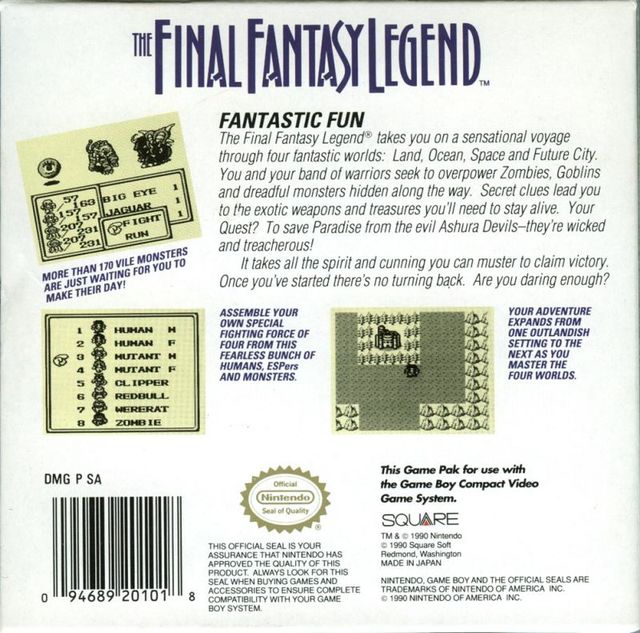 THE FINAL FANTASY LEGEND™
FANTASTIC FUN
The Final Fantasy Legend® takes you on a sensational voyage
through four fantastic worlds: Land, Ocean, Space and Future City.
You and your band of warriors seek to overpower Zombies, Goblins
and dreadful monsters hidden along the way. Secret clues lead you
to the exotic weapons and treasures you'll need to stay alive. Your
Quest? To save Paradise from the evil Ashura Devils–they're wicked
and treacherous!
It takes all the spirit and cunning you can muster to claim victory.
Once you've started there's no turning back. Are you daring enough?
57 163 BIG EYE 1
157 57 JAGUAR 1
207 231 FIGHT 1
207 231 RUN
MORE THAN 170 VILE MONSTERS
ARE JUST WAITING FOR YOU TO
MAKE THEIR DAY!
1 HUMAN M
2 HUMAN F
3 MUTANT M
4 MUTANT F
5 CLIPPER
6 REDBULL
7 WERERAT
8 ZOMBIE
ASSEMBLE YOUR
OWN SPECIAL
FIGHTING FORCE OF
FOUR FROM THIS
FEARLESS BUNCH OF
HUMANS, ESPers
AND MONSTERS.
YOUR ADVENTURE
EXPANDS FROM
ONE OUTLANDISH
SETTING TO THE
NEXT AS YOU
MASTER THE
FOUR WORLDS.
DMG P SA
0 94689 20101 8
Official
Nintendo
Seal of Quality
®
THIS OFFICIAL SEAL IS YOUR
ASSURANCE THAT NINTENDO HAS
APPROVED THE QUALITY OF THIS
PRODUCT. ALWAYS LOOK FOR THIS
SEAL WHEN BUYING GAMES AND
ACCESSORIES TO ENSURE COMPLETE
COMPATIBILITY WITH YOUR GAME
BOY SYSTEM.
This Game Pak for use with
the Game Boy Compact Video
Game System.
SQUARE
TM & © 1990 Nintendo
© 1990 Square Soft
Redmond, Washington
MADE IN JAPAN
NINTENDO, GAME BOY AND THE OFFICIAL SEALS ARE
TRADEMARKS OF NINTENDO OF AMERICA INC.
© 1990 NINTENDO OF AMERICA INC.